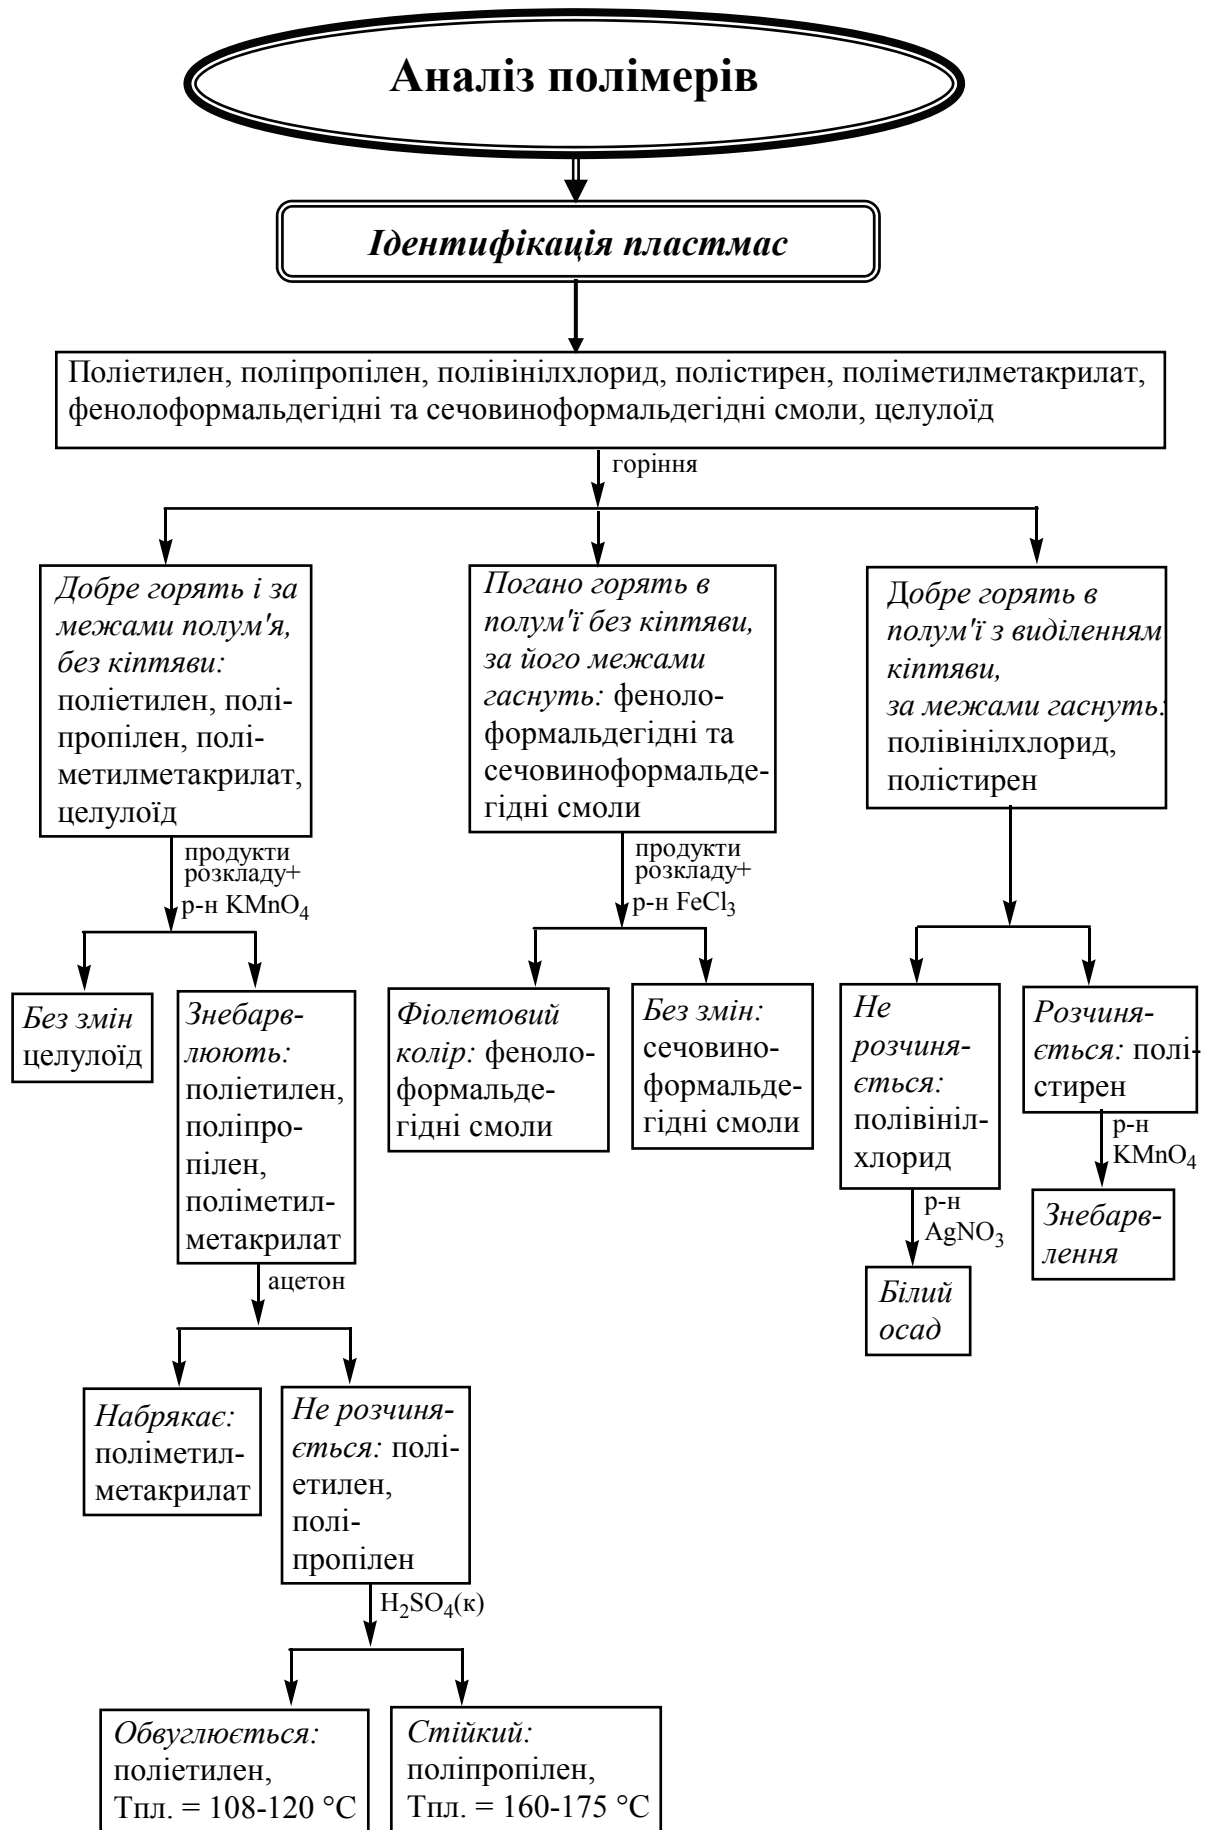 Аналіз полімерів
Ідентифікація пластмас
Поліетилен, поліпропілен, полівінілхлорид, полістирен, поліметилметакрилат,
фенолоформальдегідні та сечовиноформальдегідні смоли, целулоїд
горіння
Добре горять і за
межами полум'я,
без кіптяви:
поліетилен, полі-
пропілен, полі-
метилметакрилат,
целулоїд
Погано горять в
полум'ї без кіптяви,
за його межами
гаснуть: феноло-
формальдегідні та
сечовиноформальде-
гідні смоли
Добре горять в
полум'ї з виділенням
кіптяви,
за межами гаснуть:
полівінілхлорид,
полістирен
продукти
розкладу+
р-н KMnO4
продукти
розкладу+
р-н FeCl3
Без змін
целулоїд
Знебарв-
люють:
поліетилен,
поліпро-
пілен,
поліметил-
метакрилат
Фіолетовий
колір: феноло-
формальде-
гідні смоли
Без змін:
сечовино-
формальде-
гідні смоли
Не
розчиня-
ється:
полівініл-
хлорид
Розчиня-
ється: полі-
стирен
р-н
KMnO4
р-н
AgNO3
Знебарв-
лення
Білий
осад
ацетон
Набрякає:
поліметил-
метакрилат
Не розчиня-
ється: полі-
етилен,
полі-
пропілен
H2SO4(к)
Обвуглюється:
поліетилен,
Тпл. = 108-120 °С
Стійкий:
поліпропілен,
Тпл. = 160-175 °С